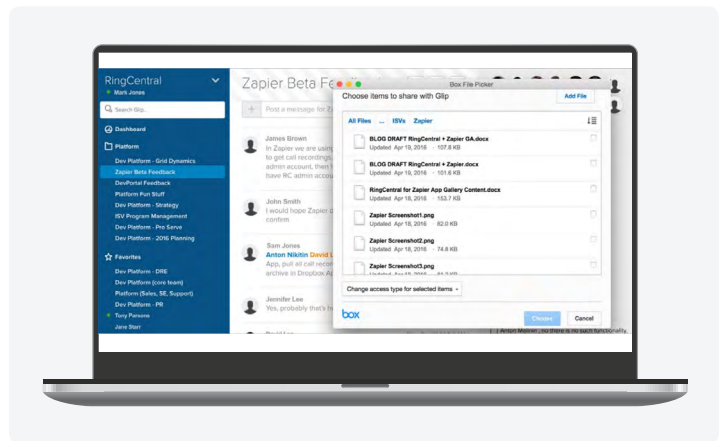 RingCentral
Mark Jones
Search Glip..
Dashboard
Platform
Dev Platform - Grid Dynamics
Zapier Beta Feedback
DevPortal Feedback
Platform Fun Stuff
Dev Platform - Strategy
ISV Program Management
Dev Platform - Pro Serve
Dev Platform - 2016 Planning
Favorites
Dev Platform - DRE
Dev Platform (core team)
Platform (Sales, SE, Support)
Dev Platform - PR
Tony Parsons
Jane Starr
Zapier Beta Fe
Post a message for Z
James Brown
In Zapier we are using
to get call recordings,
admin account, then
have RC admin accou
John Smith
I would hope Zapier
confirm
Sam Jones
Anton Nikitin David L
App, pull all call recor
archive in Dropbox Ap
Jennifer Lee
Yes, probably that's
Box File Picker
Choose items to share with Glip
Add File
All Files ... ISVs Zapier
BLOG DRAFT RingCentral + Zapier GA.docx
Updated Apr 19, 2016 · 107.8 KB
BLOG DRAFT RingCentral + Zapier.docx
Updated Apr 19, 2016 · 101.6 KB
RingCentral for Zapier App Gallery Content.docx
Updated Apr 18, 2016 · 153.7 KB
Zapier Screenshot1.png
Updated Apr 18, 2016 · 82.0 KB
Zapier Screenshot2.png
Updated Apr 18, 2016 · 74.8 KB
Zapier Screenshot3.png
Change access type for selected items
box
Choose
Cancel
there is no such functionality.